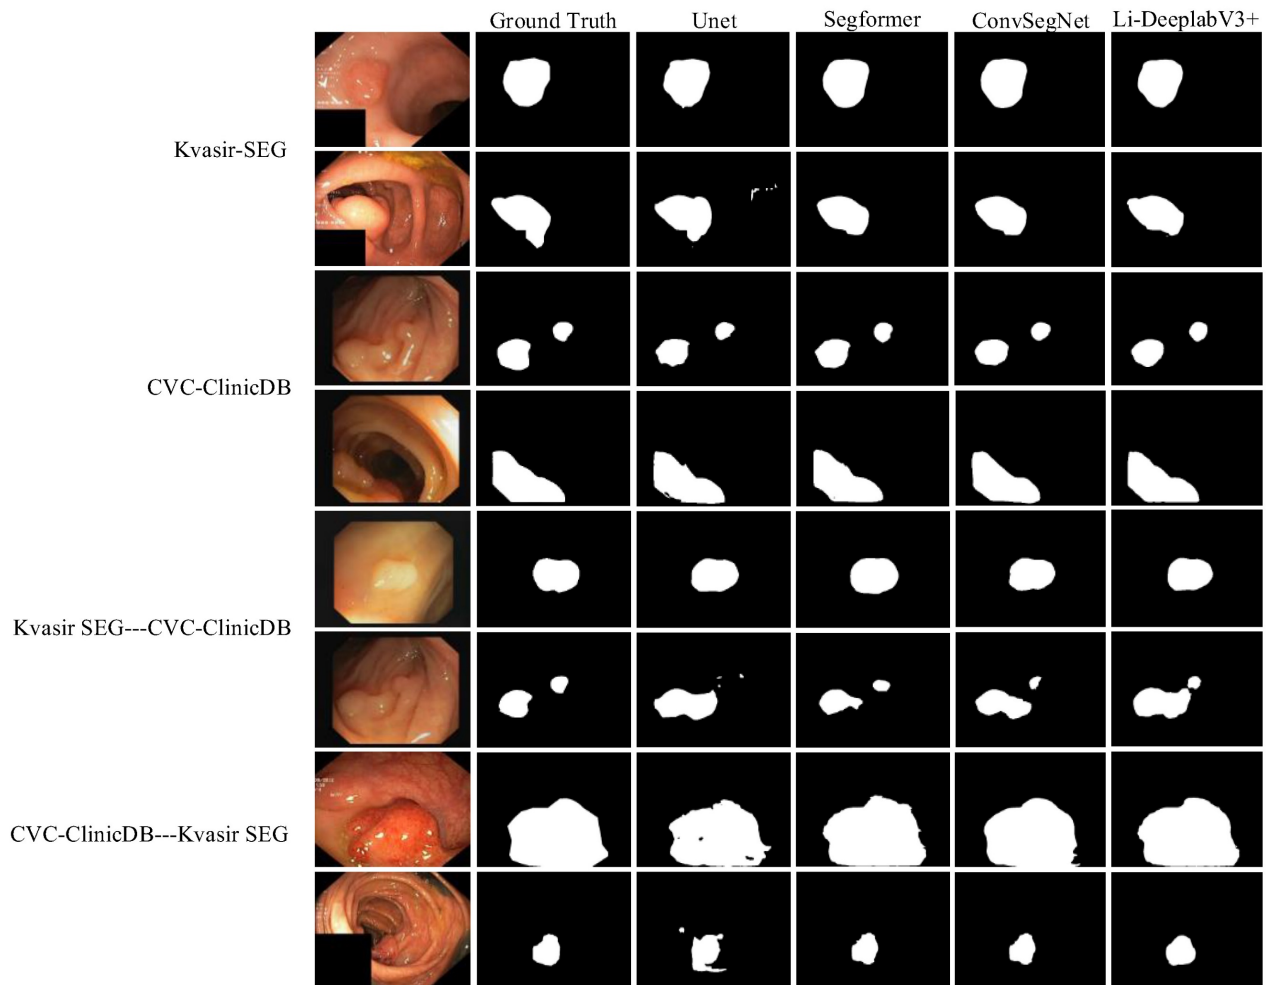 Ground Truth Unet Segformer ConvSegNet Li-DeeplabV3+
Kvasir-SEG
CVC-ClinicDB
Kvasir SEG---CVC-ClinicDB
CVC-ClinicDB---Kvasir SEG